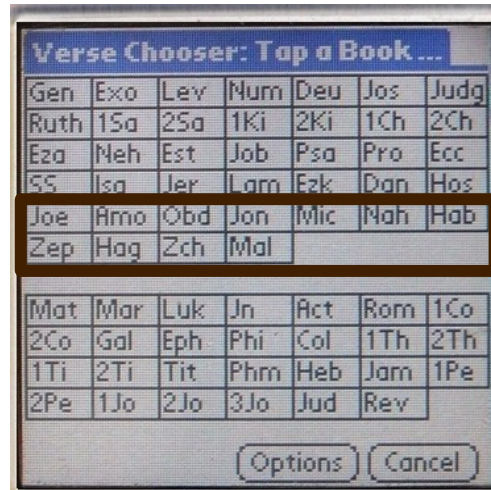 Verse Chooser: Tap a Book ...
Gen Exo Lev Num Deu Jos Judg
Ruth 1Sa 2Sa 1Ki 2Ki 1Ch 2Ch
Eza Neh Est Job Psa Pro Ecc
SS Isa Jer Lam Ezk Dan Hos
Joe Amo Obd Jon Mic Nah Hab
Zep Hag Zch Mal
Mat Mar Luk Jn Act Rom 1Co
2Co Gal Eph Phi Col 1Th 2Th
1Ti 2Ti Tit Phm Heb Jam 1Pe
2Pe 1Jo 2Jo 3Jo Jud Rev
Options Cancel